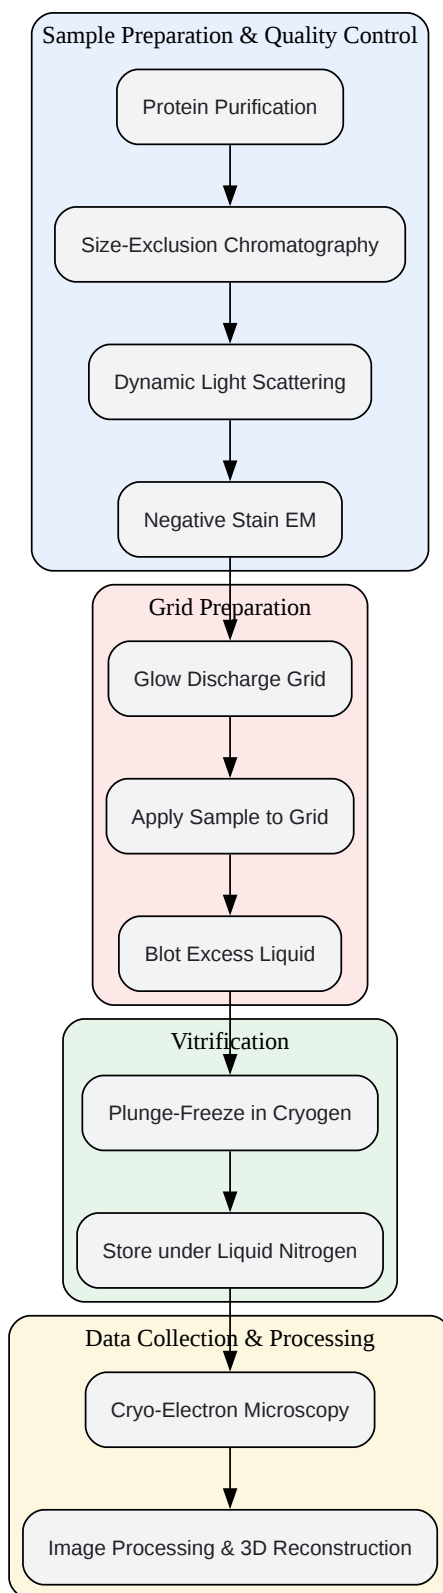 Sample Preparation & Quality Control
Protein Purification
Size-Exclusion Chromatography
Dynamic Light Scattering
Negative Stain EM
Grid Preparation
Glow Discharge Grid
Apply Sample to Grid
Blot Excess Liquid
Vitrification
Plunge-Freeze in Cryogen
Store under Liquid Nitrogen
Data Collection & Processing
Cryo-Electron Microscopy
Image Processing & 3D Reconstruction